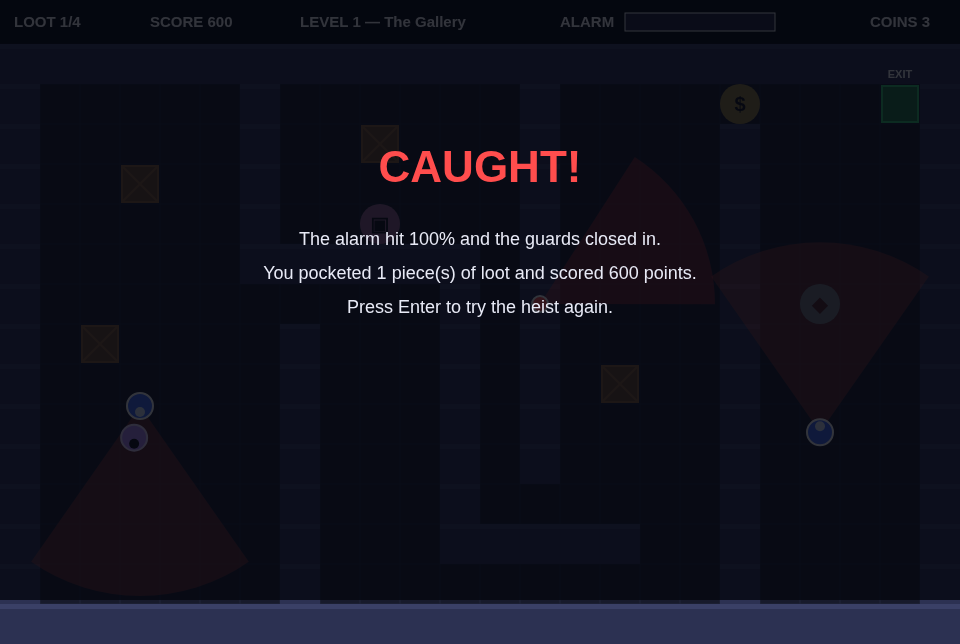 LOOT 1/4 SCORE 600 LEVEL 1 — The Gallery ALARM COINS 3
EXIT
$
CAUGHT!
The alarm hit 100% and the guards closed in.
You pocketed 1 piece(s) of loot and scored 600 points.
Press Enter to try the heist again.